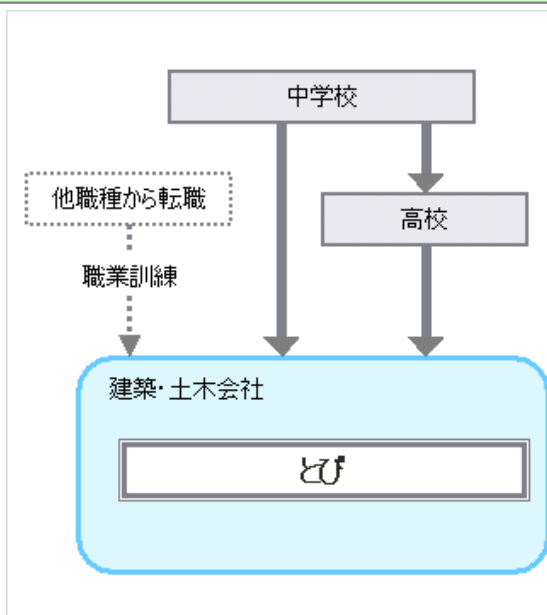 中学校
他職種から転職
高校
職業訓練
建築・土木会社
とび